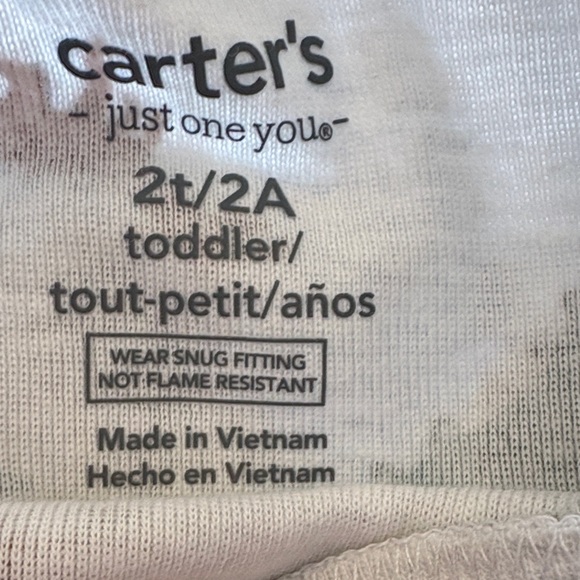 carter's
- just one you®-
2t/2A
toddler/
tout-petit/años
WEAR SNUG FITTING
NOT FLAME RESISTANT
Made in Vietnam
Hecho en Vietnam